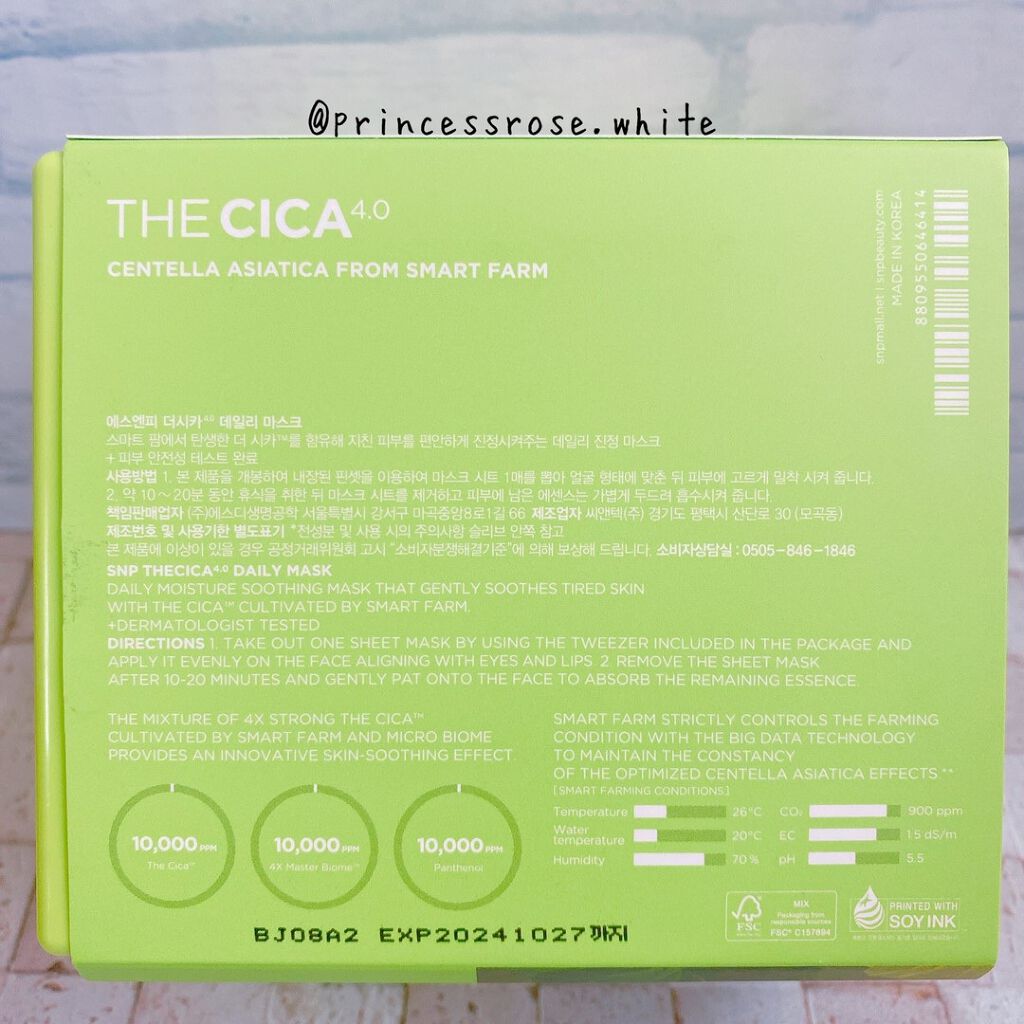 @princessrose.white
THE CICA 4.0
CENTELLA ASIATICA FROM SMART FARM
snpmall.net | snpbeauty.com
MADE IN KOREA
8809550646414
에스엔피 더시카4.0 데일리 마스크
스마트 팜에서 탄생한 더 시카™를 함유해 지친 피부를 편안하게 진정시켜주는 데일리 진정 마스크
+ 피부 안전성 테스트 완료
사용방법 1. 본 제품을 개봉하여 내장된 핀셋을 이용하여 마스크 시트 1매를 뽑아 얼굴 형태에 맞춘 뒤 피부에 고르게 밀착 시켜 줍니다.
2. 약 10~20분 동안 휴식을 취한 뒤 마스크 시트를 제거하고 피부에 남은 에센스는 가볍게 두드려 흡수시켜 줍니다.
책임판매업자 (주)에스디생명공학 서울특별시 강서구 마곡중앙8로1길 66 제조업자 씨앤텍(주) 경기도 평택시 산단로 30 (모곡동)
제조번호 및 사용기한 별도표기 *전성분 및 사용 시의 주의사항 슬리브 안쪽 참고
본 제품에 이상이 있을 경우 공정거래위원회 고시 "소비자분쟁해결기준"에 의해 보상해 드립니다. 소비자상담실 : 0505-846-1846
SNP THECICA4.0 DAILY MASK
DAILY MOISTURE SOOTHING MASK THAT GENTLY SOOTHES TIRED SKIN
WITH THE CICA™ CULTIVATED BY SMART FARM.
+DERMATOLOGIST TESTED
DIRECTIONS 1. TAKE OUT ONE SHEET MASK BY USING THE TWEEZER INCLUDED IN THE PACKAGE AND
APPLY IT EVENLY ON THE FACE ALIGNING WITH EYES AND LIPS. 2. REMOVE THE SHEET MASK
AFTER 10-20 MINUTES AND GENTLY PAT ONTO THE FACE TO ABSORB THE REMAINING ESSENCE.
THE MIXTURE OF 4X STRONG THE CICA™
CULTIVATED BY SMART FARM AND MICRO BIOME
PROVIDES AN INNOVATIVE SKIN-SOOTHING EFFECT.
10,000 PPM
The Cica™
10,000 PPM
4X Master Biome™
10,000 PPM
Panthenol
SMART FARM STRICTLY CONTROLS THE FARMING
CONDITION WITH THE BIG DATA TECHNOLOGY
TO MAINTAIN THE CONSTANCY
OF THE OPTIMIZED CENTELLA ASIATICA EFFECTS **
[SMART FARMING CONDITIONS]
Temperature 26°C
Water temperature 20°C
Humidity 70 %
CO₂ 900 ppm
EC 1.5 dS/m
pH 5.5
FSC
MIX
Packaging from
responsible sources
FSC® C157694
PRINTED WITH
SOY INK
BJ08A2 EXP20241027까지